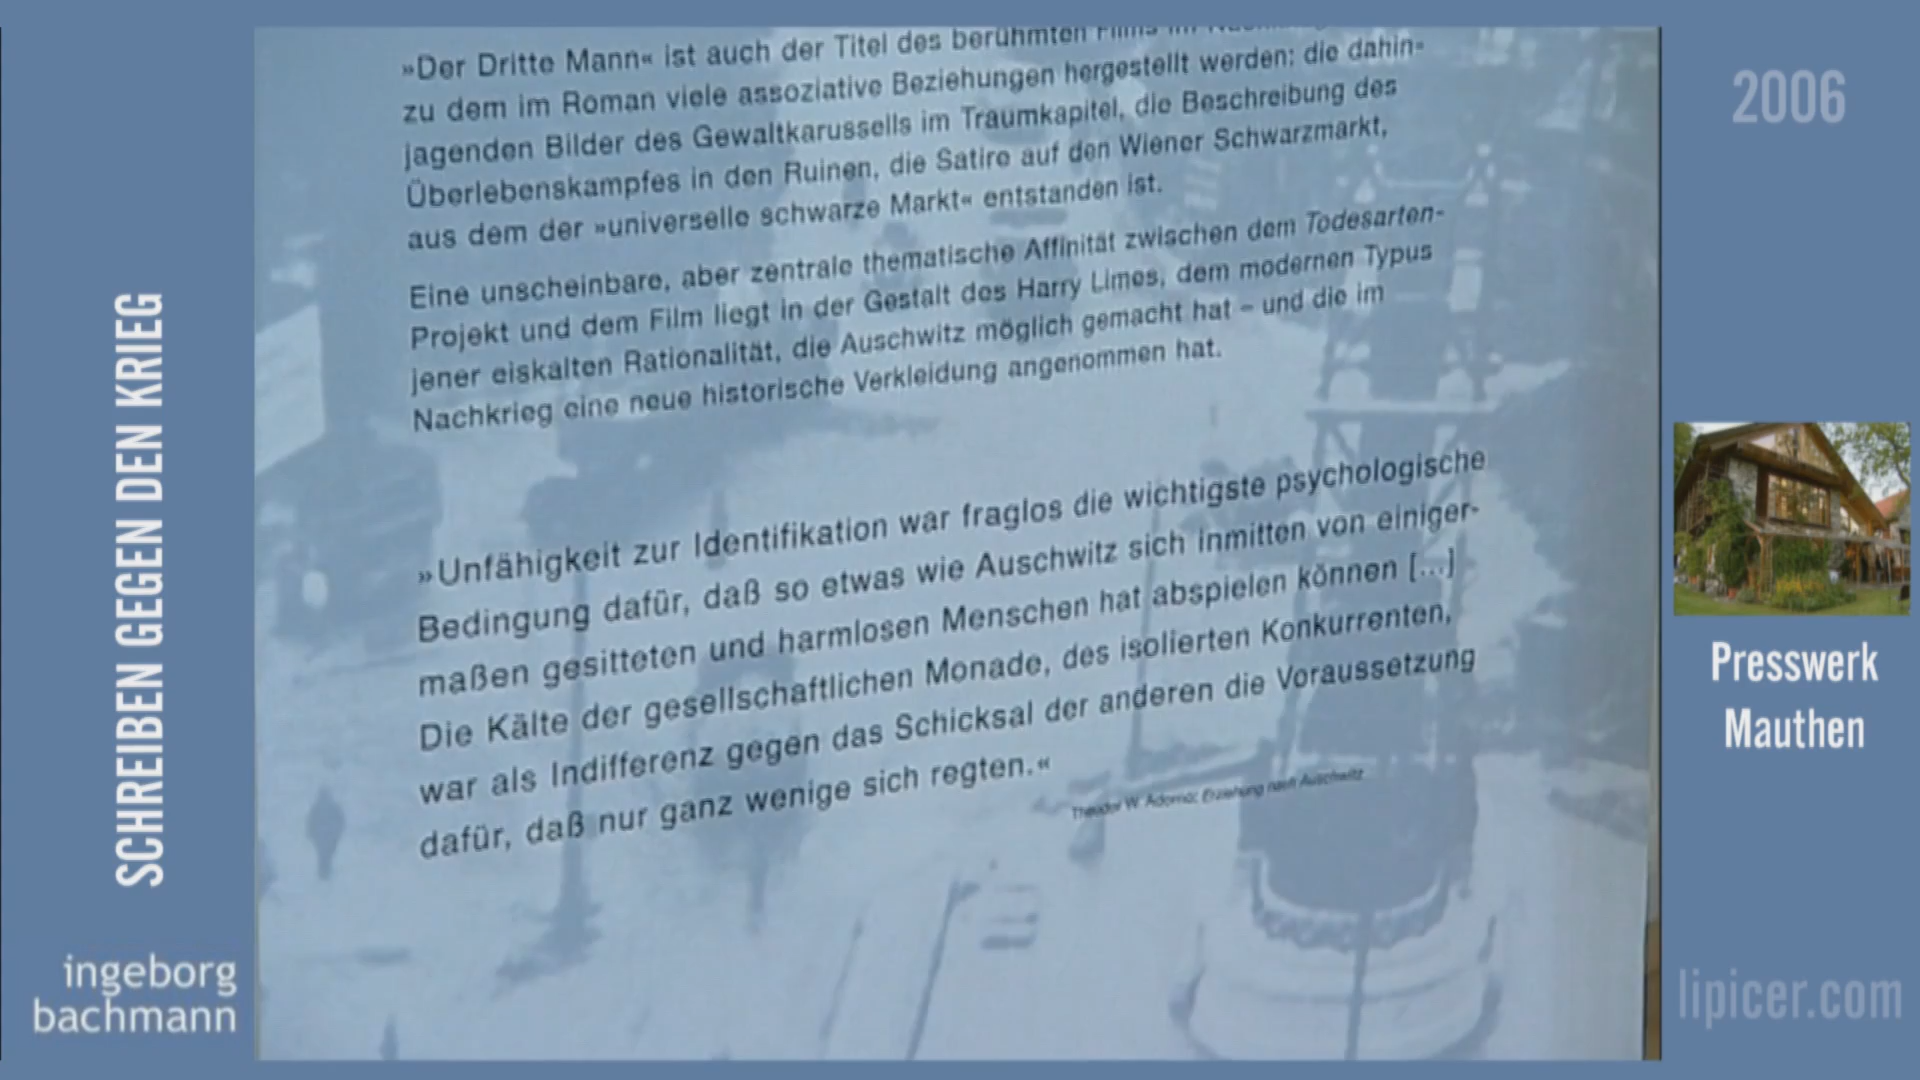 »Der Dritte Mann« ist auch der Titel des berühmten Films im
zu dem im Roman viele assoziative Beziehungen hergestellt werden: die dahin-
jagenden Bilder des Gewaltkarussells im Traumkapitel, die Beschreibung des
Überlebenskampfes in den Ruinen, die Satire auf den Wiener Schwarzmarkt,
aus dem der »universelle schwarze Markt« entstanden ist.
Eine unscheinbare, aber zentrale thematische Affinität zwischen dem Todesarten-
Projekt und dem Film liegt in der Gestalt des Harry Limes, dem modernen Typus
jener eiskalten Rationalität, die Auschwitz möglich gemacht hat – und die im
Nachkrieg eine neue historische Verkleidung angenommen hat.
»Unfähigkeit zur Identifikation war fraglos die wichtigste psychologische
Bedingung dafür, daß so etwas wie Auschwitz sich inmitten von einiger-
maßen gesitteten und harmlosen Menschen hat abspielen können [...]
Die Kälte der gesellschaftlichen Monade, des isolierten Konkurrenten,
war als Indifferenz gegen das Schicksal der anderen die Voraussetzung
dafür, daß nur ganz wenige sich regten.«
Theodor W. Adorno: Erziehung nach Auschwitz
SCHREIBEN GEGEN DEN KRIEG
ingeborg
bachmann
2006
Presswerk
Mauthen
lipicer.com